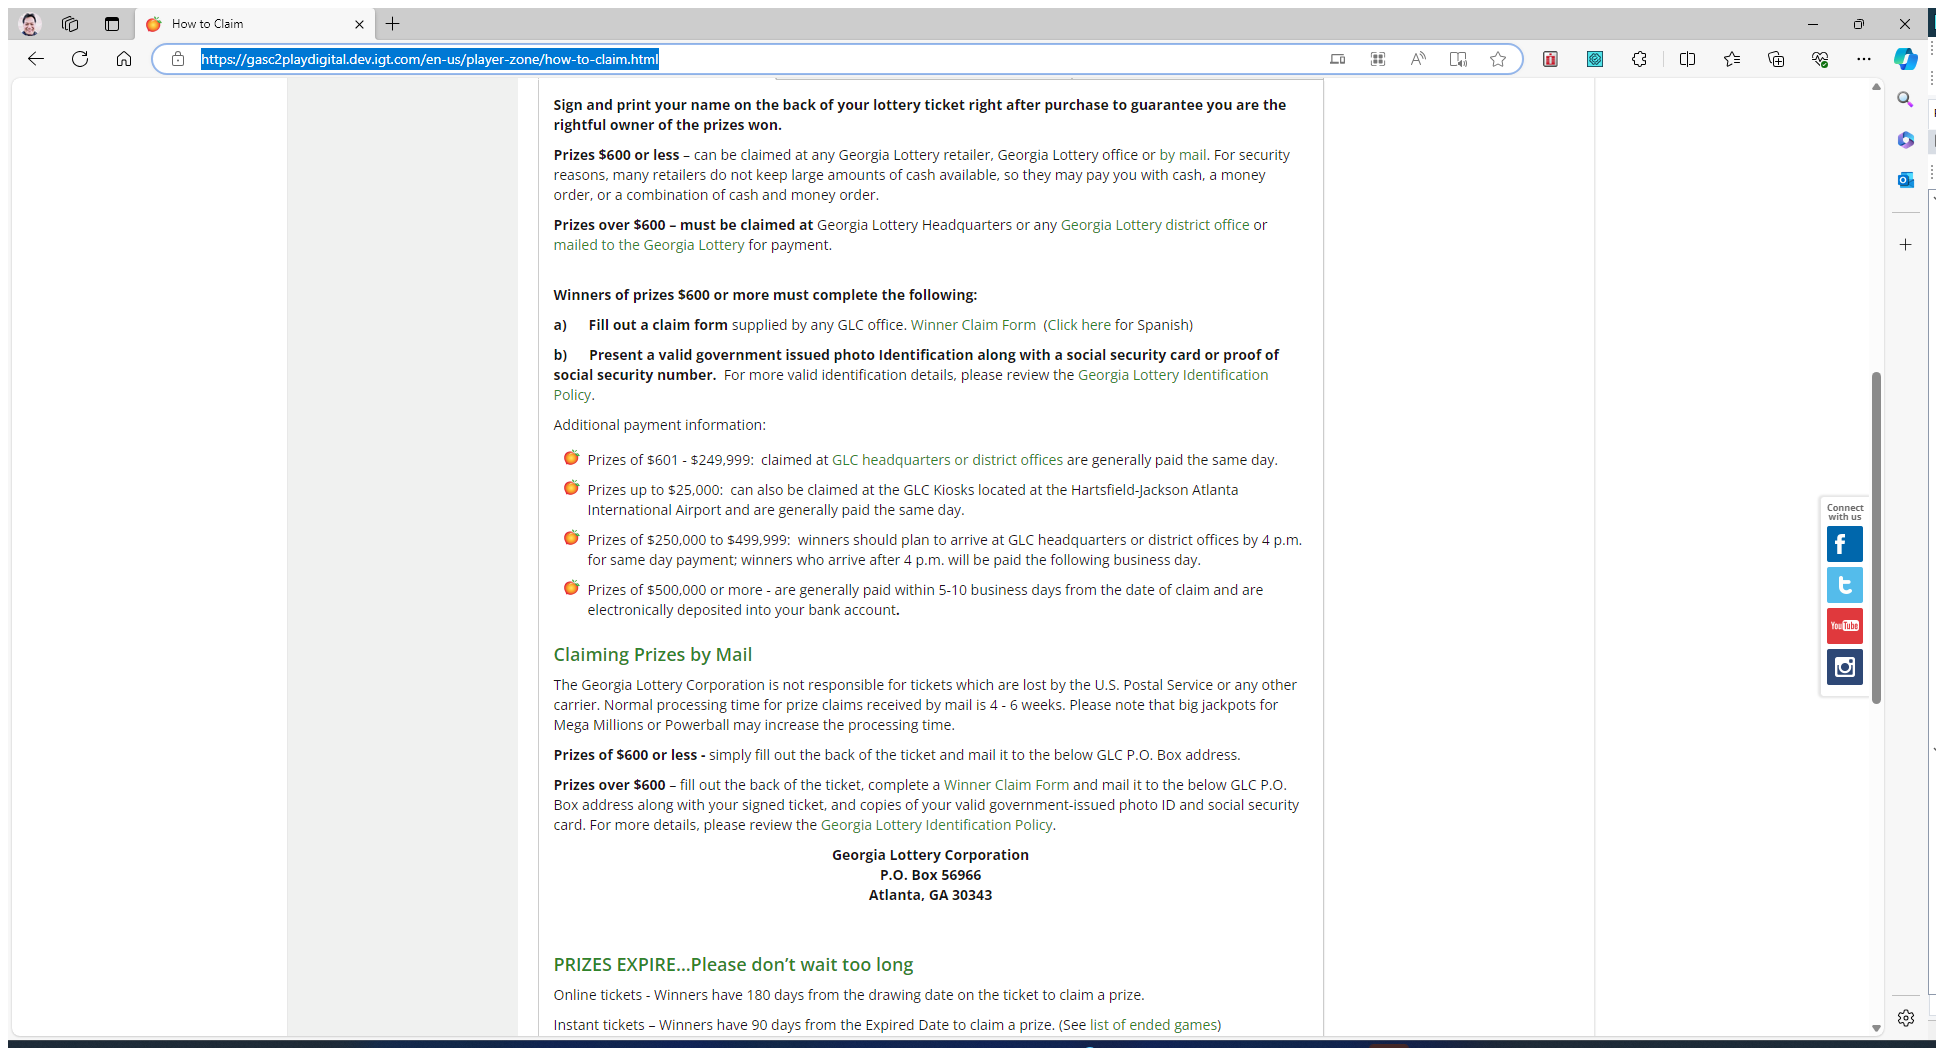 How to Claim
https://gasc2playdigital.dev.igt.com/en-us/player-zone/how-to-claim.html
Sign and print your name on the back of your lottery ticket right after purchase to guarantee you are the
rightful owner of the prizes won.
Prizes $600 or less – can be claimed at any Georgia Lottery retailer, Georgia Lottery office or by mail. For security
reasons, many retailers do not keep large amounts of cash available, so they may pay you with cash, a money
order, or a combination of cash and money order.
Prizes over $600 – must be claimed at Georgia Lottery Headquarters or any Georgia Lottery district office or
mailed to the Georgia Lottery for payment.
Winners of prizes $600 or more must complete the following:
a) Fill out a claim form supplied by any GLC office. Winner Claim Form (Click here for Spanish)
b) Present a valid government issued photo Identification along with a social security card or proof of
social security number. For more valid identification details, please review the Georgia Lottery Identification
Policy.
Additional payment information:
Prizes of $601 - $249,999: claimed at GLC headquarters or district offices are generally paid the same day.
Prizes up to $25,000: can also be claimed at the GLC Kiosks located at the Hartsfield-Jackson Atlanta
International Airport and are generally paid the same day.
Prizes of $250,000 to $499,999: winners should plan to arrive at GLC headquarters or district offices by 4 p.m.
for same day payment; winners who arrive after 4 p.m. will be paid the following business day.
Prizes of $500,000 or more - are generally paid within 5-10 business days from the date of claim and are
electronically deposited into your bank account.
Claiming Prizes by Mail
The Georgia Lottery Corporation is not responsible for tickets which are lost by the U.S. Postal Service or any other
carrier. Normal processing time for prize claims received by mail is 4 - 6 weeks. Please note that big jackpots for
Mega Millions or Powerball may increase the processing time.
Prizes of $600 or less - simply fill out the back of the ticket and mail it to the below GLC P.O. Box address.
Prizes over $600 – fill out the back of the ticket, complete a Winner Claim Form and mail it to the below GLC P.O.
Box address along with your signed ticket, and copies of your valid government-issued photo ID and social security
card. For more details, please review the Georgia Lottery Identification Policy.
Georgia Lottery Corporation
P.O. Box 56966
Atlanta, GA 30343
PRIZES EXPIRE...Please don’t wait too long
Online tickets - Winners have 180 days from the drawing date on the ticket to claim a prize.
Instant tickets – Winners have 90 days from the Expired Date to claim a prize. (See list of ended games)
Connect
with us
YouTube